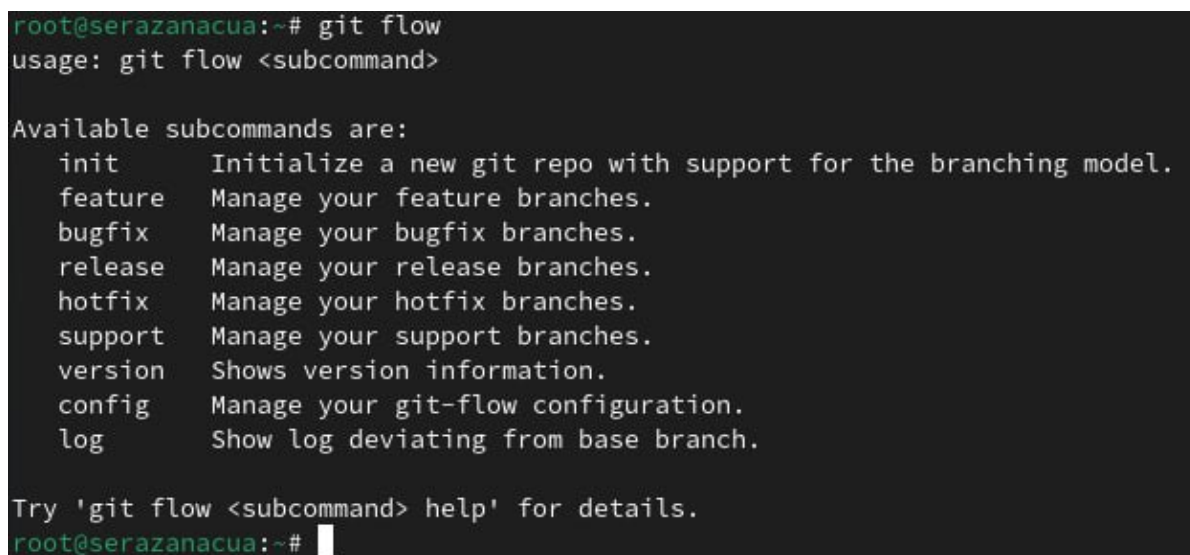 root@serazanacua:~# git flow
usage: git flow <subcommand>

Available subcommands are:
   init      Initialize a new git repo with support for the branching model.
   feature   Manage your feature branches.
   bugfix    Manage your bugfix branches.
   release   Manage your release branches.
   hotfix    Manage your hotfix branches.
   support   Manage your support branches.
   version   Shows version information.
   config    Manage your git-flow configuration.
   log       Show log deviating from base branch.

Try 'git flow <subcommand> help' for details.
root@serazanacua:~#